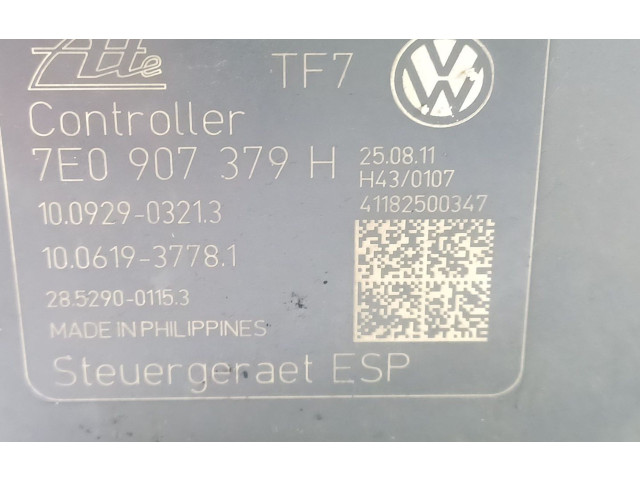 Ate TF7
Controller
7E0 907 379 H 25.08.11
H43/0107
10.0929-0321.3 41182500347
10.0619-3778.1
28.5290-0115.3
MADE IN PHILIPPINES
Steuergeraet ESP